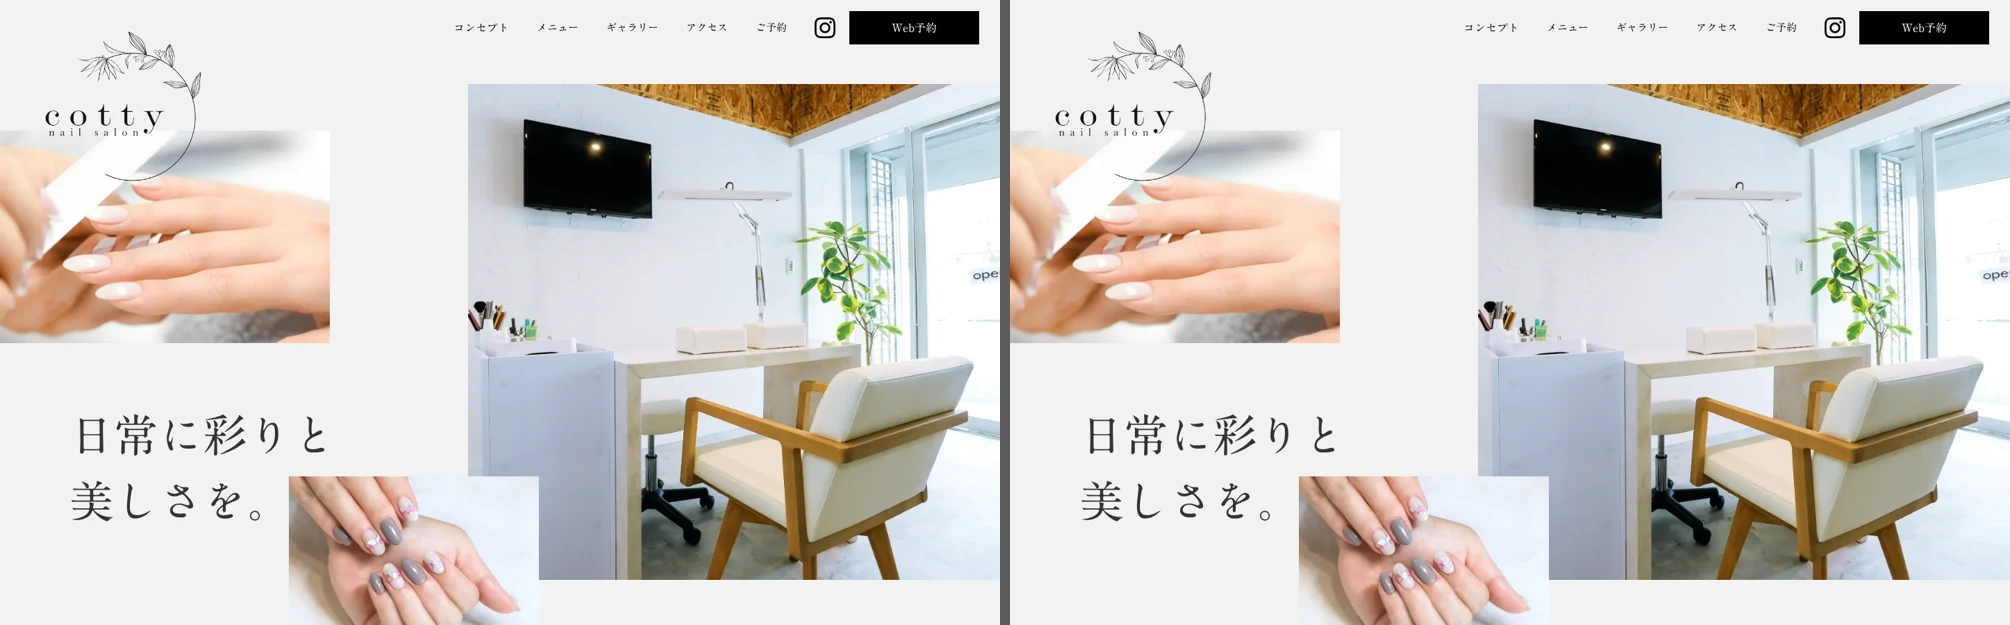 コンセプト メニュー ギャラリー アクセス ご予約 Web予約
cotty
nail salon
ope
日常に彩りと
美しさを。
コンセプト メニュー ギャラリー アクセス ご予約 Web予約
cotty
nail salon
ope
日常に彩りと
美しさを。